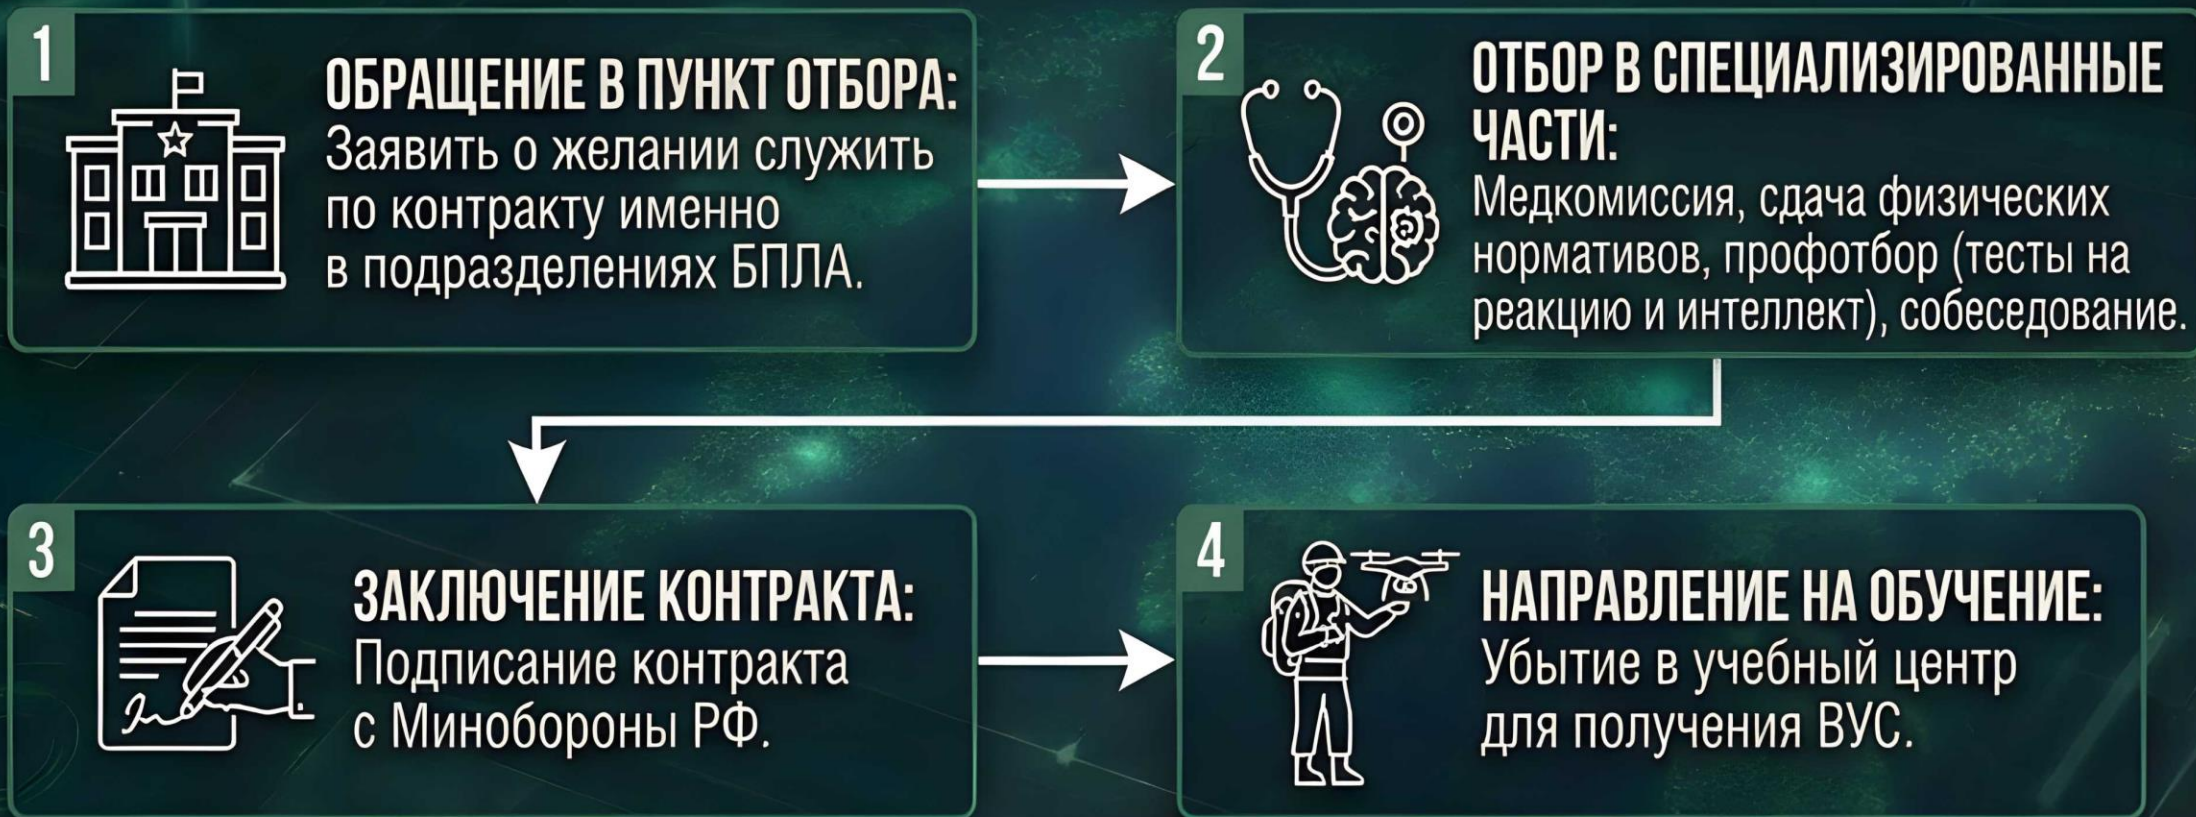 1
ОБРАЩЕНИЕ В ПУНКТ ОТБОРА:
Заявить о желании служить
по контракту именно
в подразделениях БПЛА.
2
ОТБОР В СПЕЦИАЛИЗИРОВАННЫЕ
ЧАСТИ:
Медкомиссия, сдача физических
нормативов, профотбор (тесты на
реакцию и интеллект), собеседование.
3
ЗАКЛЮЧЕНИЕ КОНТРАКТА:
Подписание контракта
с Минобороны РФ.
4
НАПРАВЛЕНИЕ НА ОБУЧЕНИЕ:
Убытие в учебный центр
для получения ВУС.